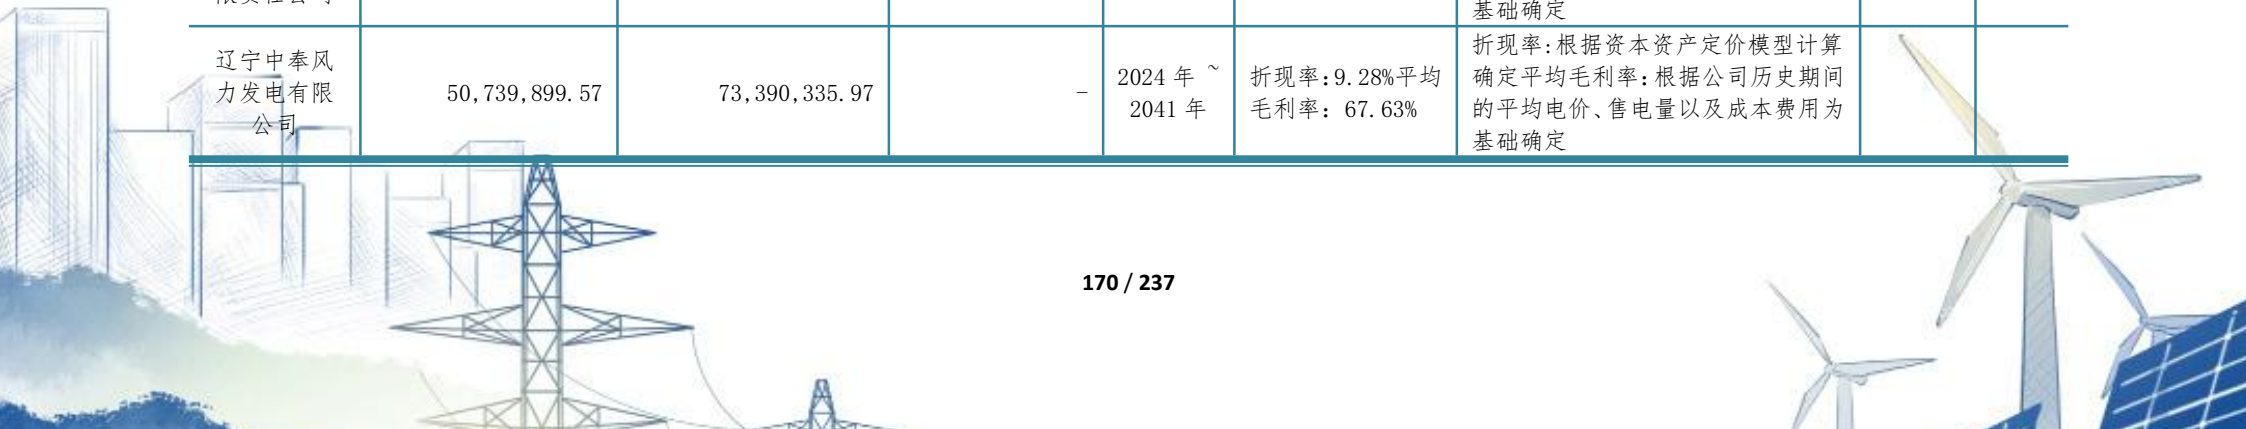 基础确定
辽宁中奉风
力发电有限
公司
50,739,899.57
73,390,335.97
-
2024 年 ~
2041 年
折现率:9.28%平均
毛利率: 67.63%
折现率:根据资本资产定价模型计算
确定平均毛利率:根据公司历史期间
的平均电价、售电量以及成本费用为
基础确定
170 / 237